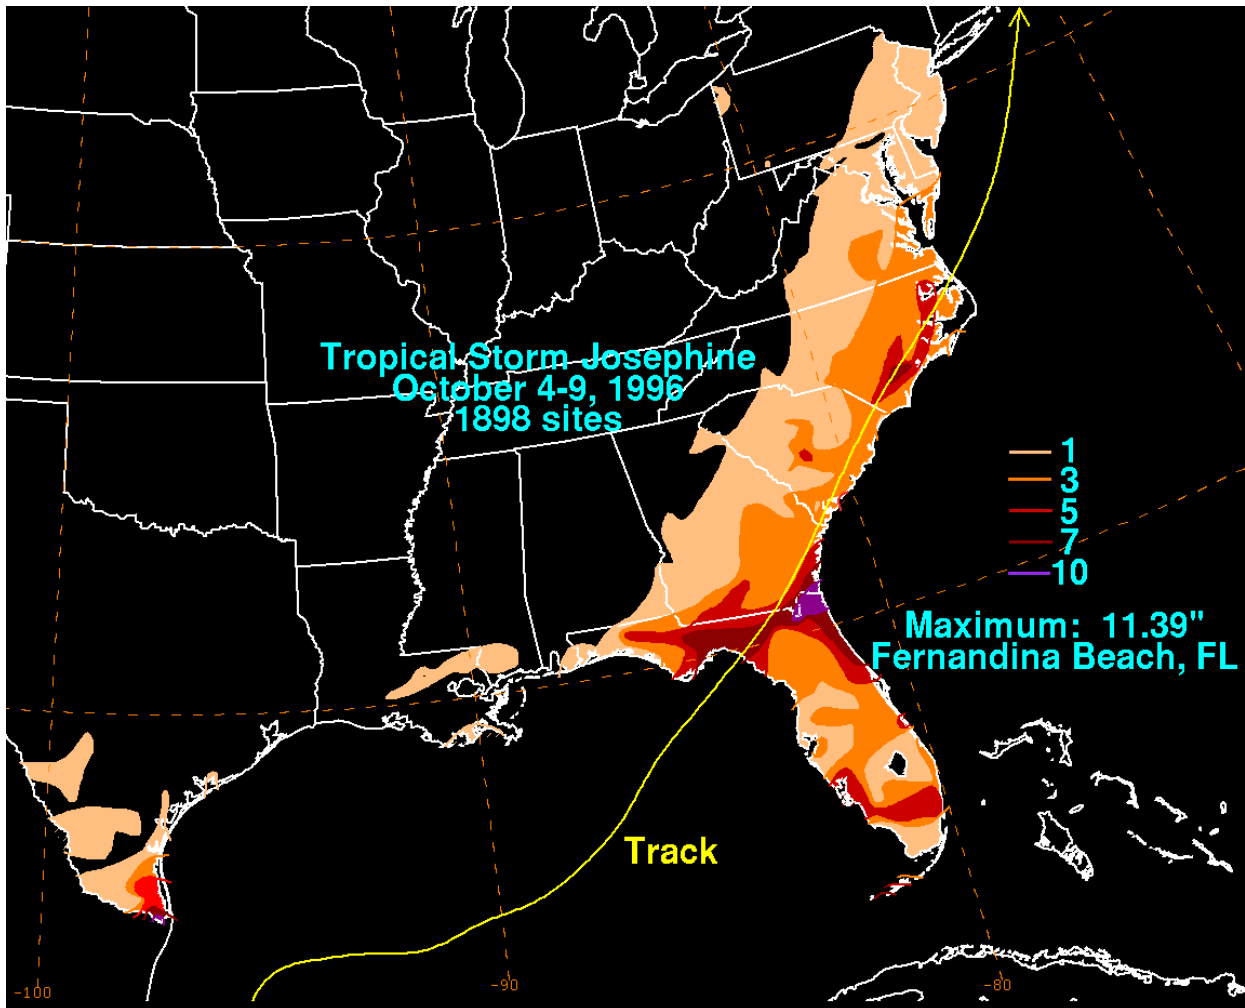 Tropical Storm Josephine
October 4-9, 1996
1898 sites
1
3
5
7
10
Maximum: 11.39"
Fernandina Beach, FL
Track
-100
-90
-80